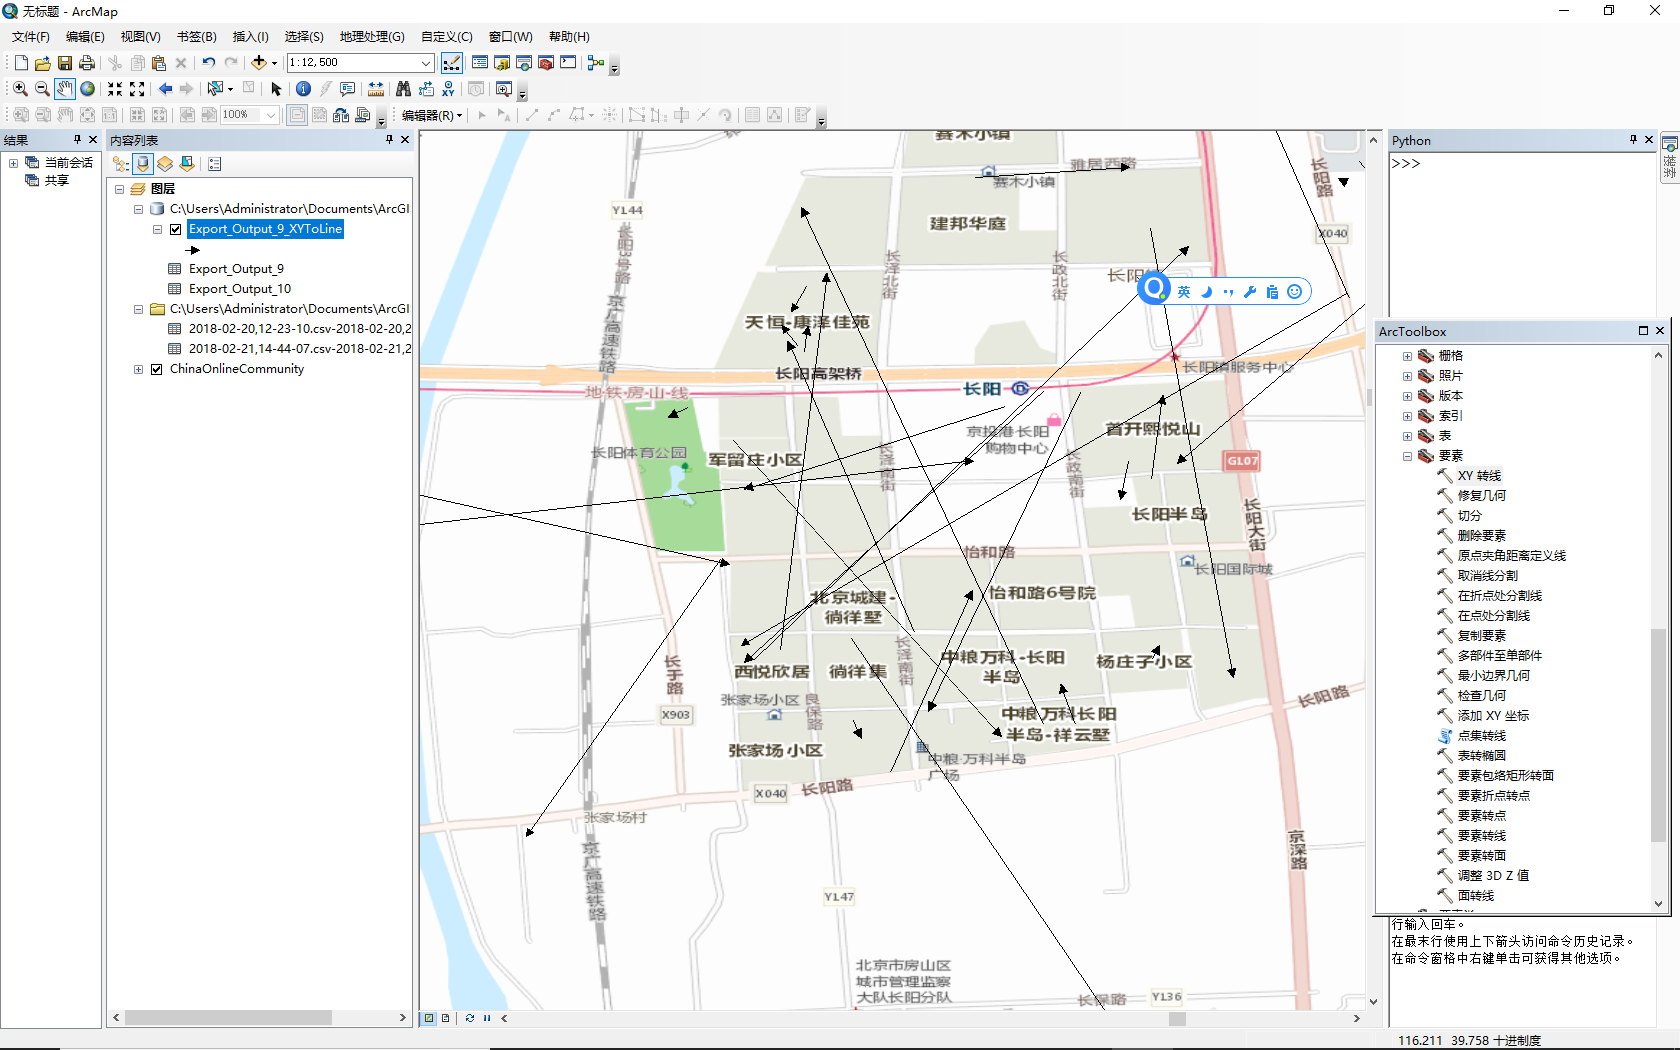 无标题 - ArcMap
文件(F) 编辑(E) 视图(V) 书签(B) 插入(I) 选择(S) 地理处理(G) 自定义(C) 窗口(W) 帮助(H)
1:12,500
100%
编辑器(R)
结果
当前会话
共享
内容列表
图层
C:\Users\Administrator\Documents\ArcGI
Export_Output_9_XYToLine
Export_Output_9
Export_Output_10
C:\Users\Administrator\Documents\ArcGI
2018-02-20,12-23-10.csv-2018-02-20,2
2018-02-21,14-44-07.csv-2018-02-21,2
ChinaOnlineCommunity
赛木小镇
雅居西路
赛木小镇
长阳路
Y144
建邦华庭
X040
长阳3号路
长泽北街
长政北街
长阳
英
京广高速铁路
天恒-康泽佳苑
长阳高架桥
长阳镇服务中心
地·铁·房·山·线
长阳
京投港·长阳
购物中心
首开熙悦山
长阳体育公园
军留庄小区
长泽南街
长政南街
GL07
长阳半岛
长阳大街
怡和路
长阳国际城
北京城建·
徜徉墅
怡和路6号院
长于路
西悦欣居
徜徉集
长泽南街
中粮万科-长阳
半岛
杨庄子小区
张家场小区
良保路
X903
中粮万科长阳
半岛-祥云墅
长阳路
张家场小区
中粮·万科半岛
广场
X040
长阳路
张家场村
京广高速铁路
京深路
Y147
北京市房山区
城市管理监察
大队长阳分队
长保路
Y136
Python
>>>
ArcToolbox
栅格
照片
版本
索引
表
要素
XY 转线
修复几何
切分
删除要素
原点夹角距离定义线
取消线分割
在折点处分割线
在点处分割线
复制要素
多部件至单部件
最小边界几何
检查几何
添加 XY 坐标
点集转线
表转椭圆
要素包络矩形转面
要素折点转点
要素转点
要素转线
要素转面
调整 3D Z 值
面转线
行输入回车。
在最末行使用上下箭头访问命令历史记录。
在命令窗格中右键单击可获得其他选项。
116.211 39.758 十进制度